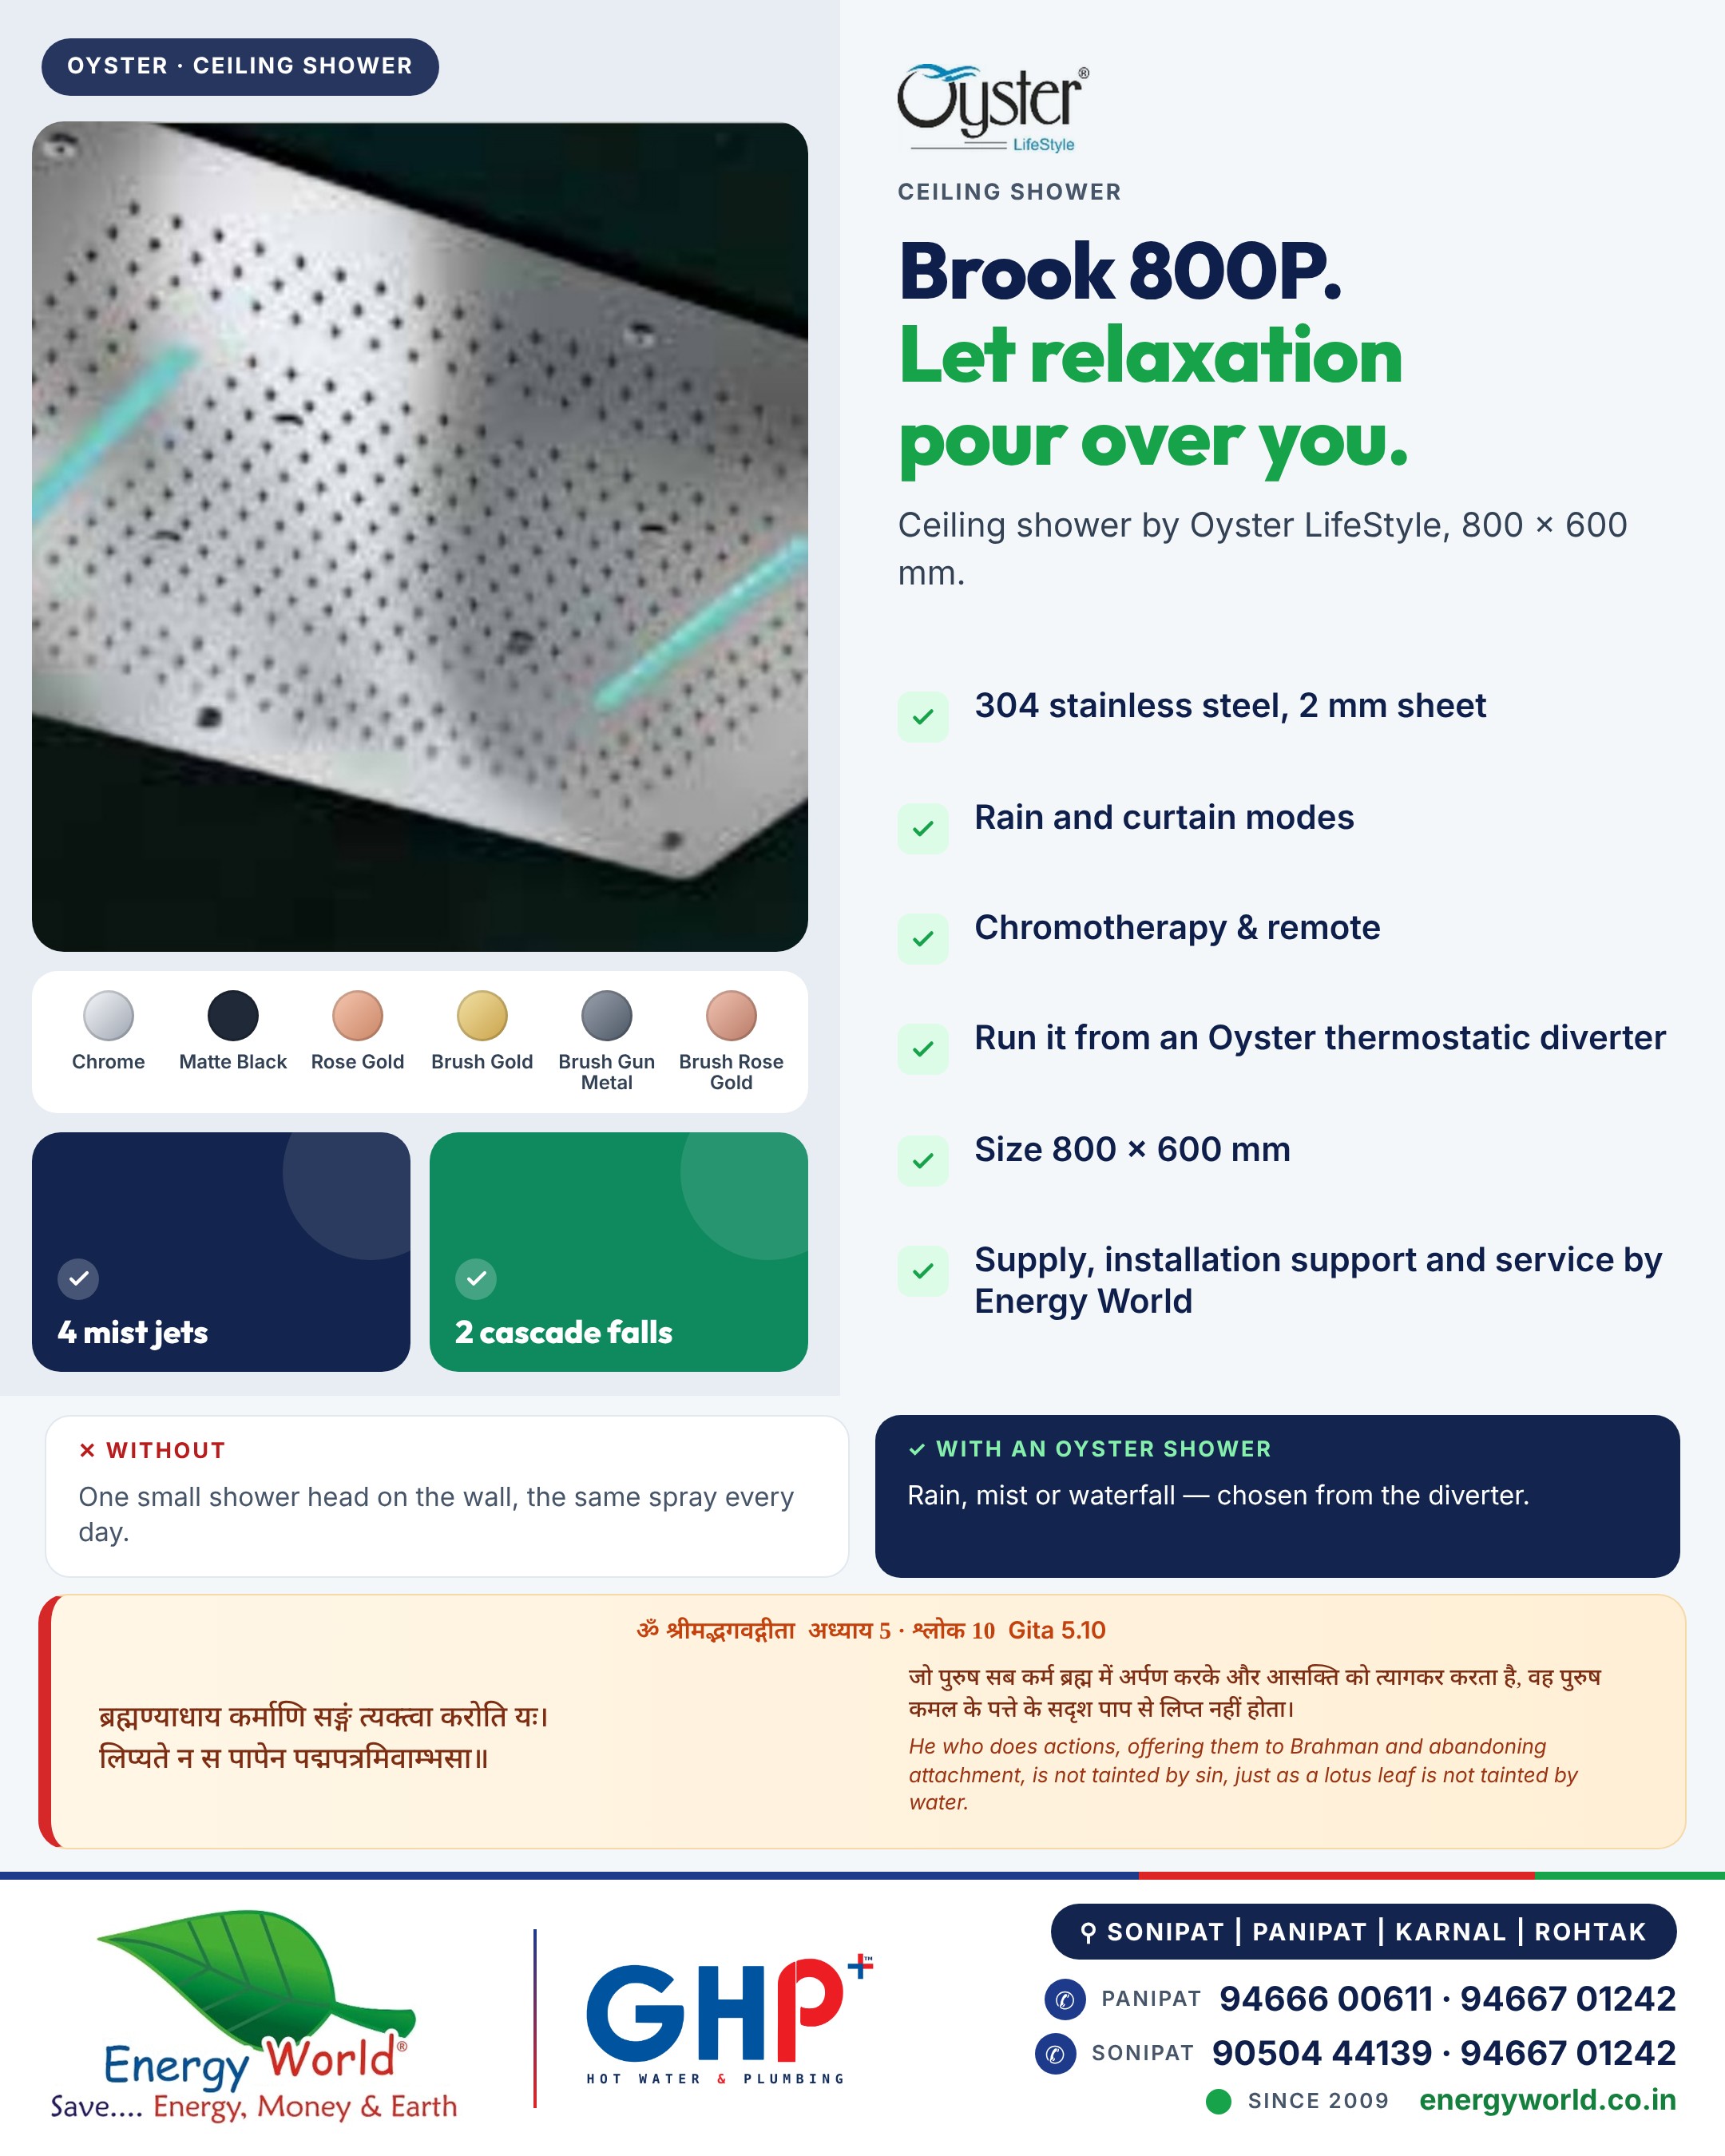 OYSTER · CEILING SHOWER
Oyster®
LifeStyle
CEILING SHOWER
Brook 800P.
Let relaxation
pour over you.
Ceiling shower by Oyster LifeStyle, 800 × 600
mm.
304 stainless steel, 2 mm sheet
Rain and curtain modes
Chromotherapy & remote
Run it from an Oyster thermostatic diverter
Size 800 × 600 mm
Supply, installation support and service by
Energy World
Chrome
Matte Black
Rose Gold
Brush Gold
Brush Gun
Metal
Brush Rose
Gold
4 mist jets
2 cascade falls
✕ WITHOUT
One small shower head on the wall, the same spray every
day.
✓ WITH AN OYSTER SHOWER
Rain, mist or waterfall — chosen from the diverter.
ॐ श्रीमद्भगवद्गीता अध्याय 5 · श्लोक 10 Gita 5.10
ब्रह्मण्याधाय कर्माणि सङ्गं त्यक्त्वा करोति यः।
लिप्यते न स पापेन पद्मपत्रमिवाम्भसा॥
जो पुरुष सब कर्म ब्रह्म में अर्पण करके और आसक्ति को त्यागकर करता है, वह पुरुष
कमल के पत्ते के सदृश पाप से लिप्त नहीं होता।
He who does actions, offering them to Brahman and abandoning
attachment, is not tainted by sin, just as a lotus leaf is not tainted by
water.
Energy World®
Save.... Energy, Money & Earth
GHP+™
HOT WATER & PLUMBING
SONIPAT | PANIPAT | KARNAL | ROHTAK
PANIPAT 94666 00611 · 94667 01242
SONIPAT 90504 44139 · 94667 01242
SINCE 2009 energyworld.co.in